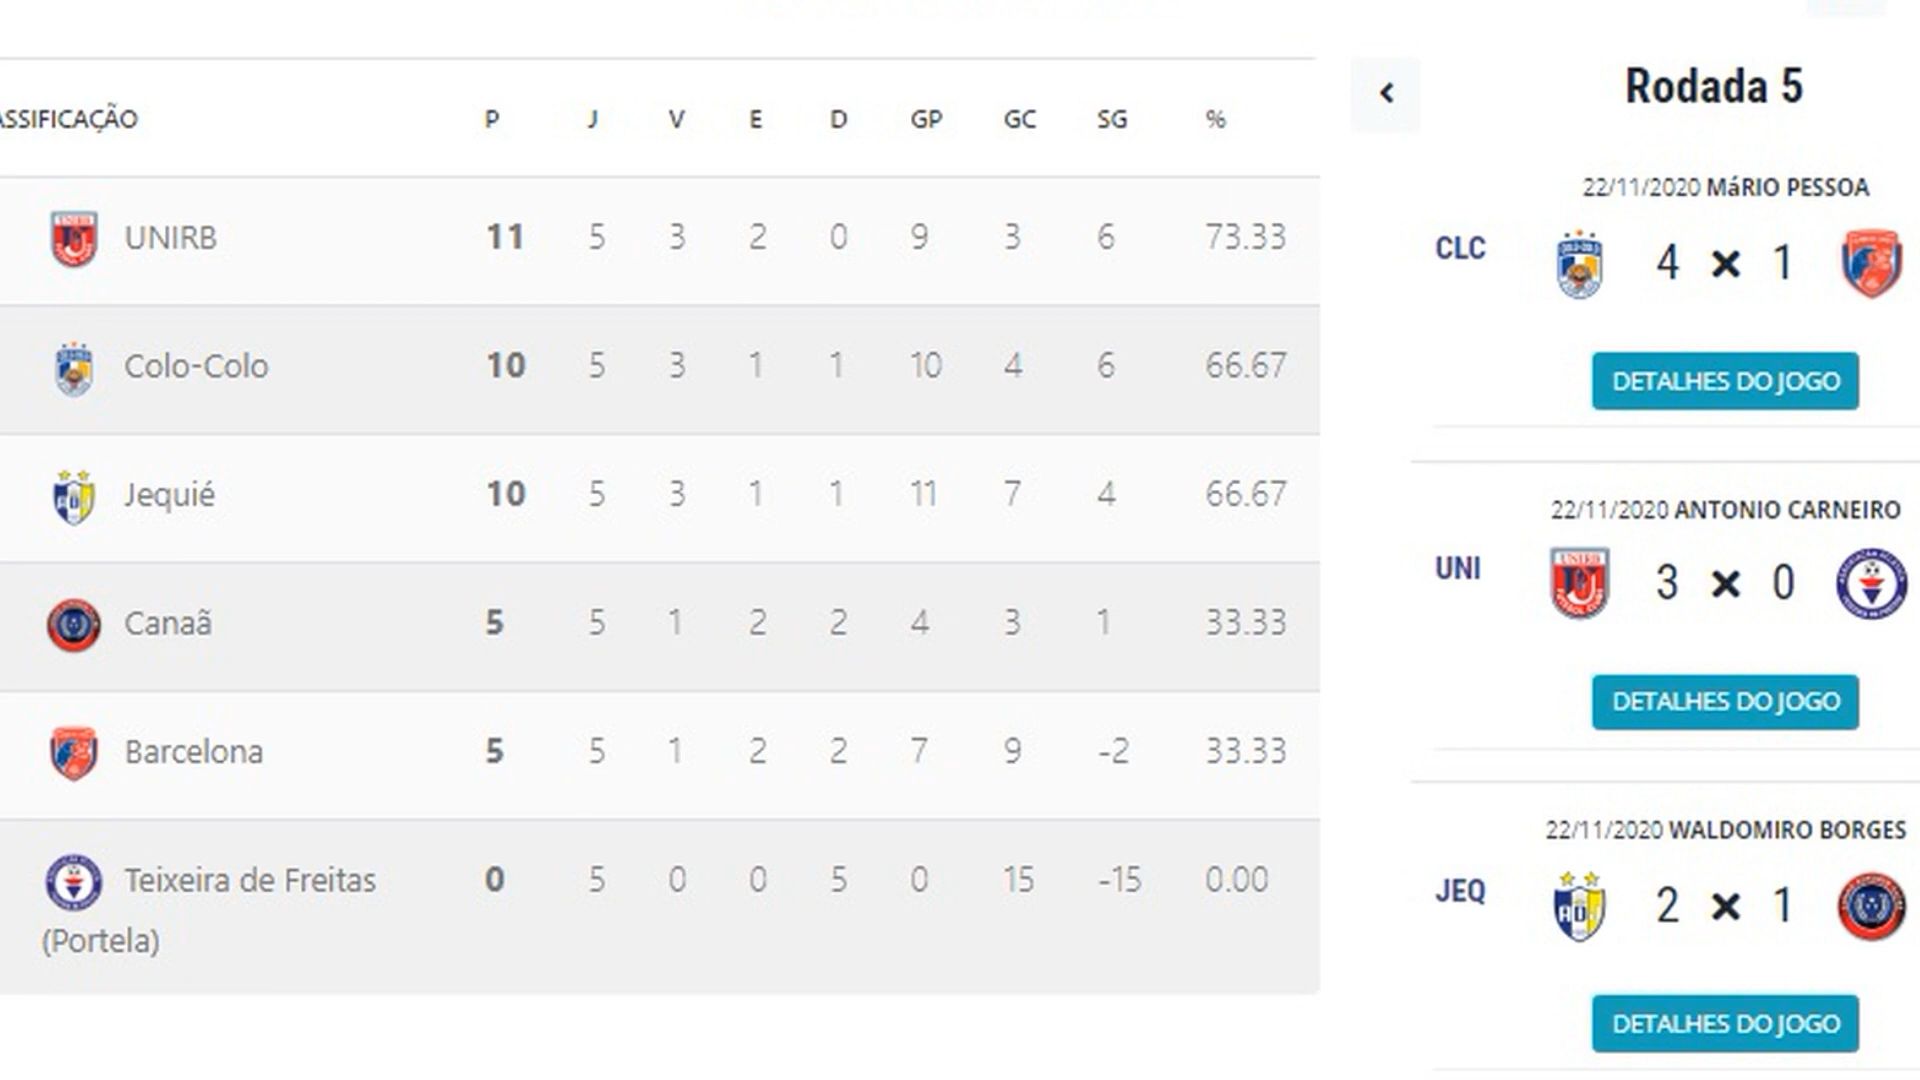 ASSIFICAÇÃO P J V E D GP GC SG %
UNIRB 11 5 3 2 0 9 3 6 73.33
Colo-Colo 10 5 3 1 1 10 4 6 66.67
Jequié 10 5 3 1 1 11 7 4 66.67
Canaã 5 5 1 2 2 4 3 1 33.33
Barcelona 5 5 1 2 2 7 9 -2 33.33
Teixeira de Freitas 0 5 0 0 5 0 15 -15 0.00
(Portela)
Rodada 5
22/11/2020 MáRIO PESSOA
CLC 4 × 1
DETALHES DO JOGO
22/11/2020 ANTONIO CARNEIRO
UNI UNIRB 3 × 0
DETALHES DO JOGO
22/11/2020 WALDOMIRO BORGES
JEQ 2 × 1
DETALHES DO JOGO